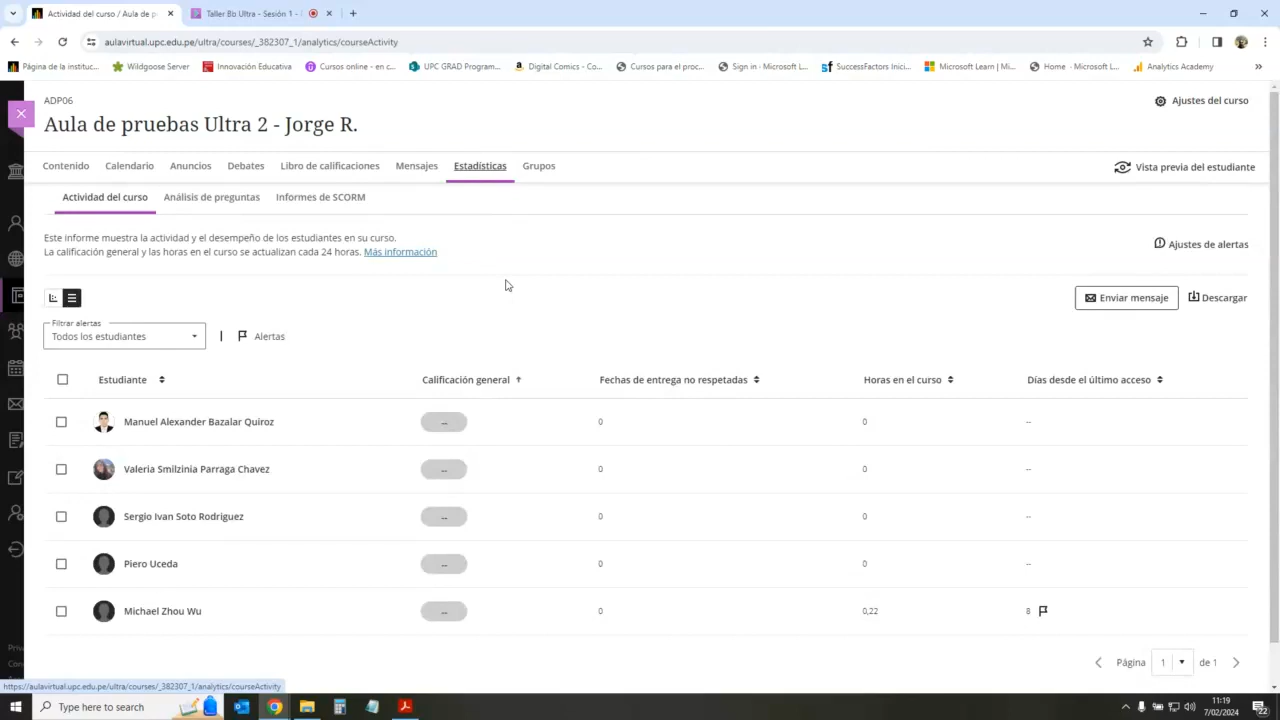 Actividad del curso / Aula de p
Taller Bb Ultra - Sesión 1 -
aulavirtual.upc.edu.pe/ultra/courses/_382307_1/analytics/courseActivity
Página de la instituc...
Wildgoose Server
Innovación Educativa
Cursos online - en c...
UPC GRAD Program...
Digital Comics - Co...
Cursos para el proc...
Sign in · Microsoft L...
SuccessFactors Inici...
Microsoft Learn | Mi...
Home · Microsoft L...
Analytics Academy
ADP06
Ajustes del curso
Aula de pruebas Ultra 2 - Jorge R.
Contenido
Calendario
Anuncios
Debates
Libro de calificaciones
Mensajes
Estadísticas
Grupos
Vista previa del estudiante
Actividad del curso
Análisis de preguntas
Informes de SCORM
Este informe muestra la actividad y el desempeño de los estudiantes en su curso.
La calificación general y las horas en el curso se actualizan cada 24 horas. Más información
Ajustes de alertas
Enviar mensaje
Descargar
Filtrar alertas
Todos los estudiantes
Alertas
Estudiante
Calificación general
Fechas de entrega no respetadas
Horas en el curso
Días desde el último acceso
Manuel Alexander Bazalar Quiroz -- 0 0 --
Valeria Smilzinia Parraga Chavez -- 0 0 --
Sergio Ivan Soto Rodriguez -- 0 0 --
Piero Uceda -- 0 0 --
Michael Zhou Wu -- 0 0,22 8
Página 1 de 1
Priv
Con
https://aulavirtual.upc.edu.pe/ultra/courses/_382307_1/analytics/courseActivity
Type here to search
11:19
7/02/2024
22